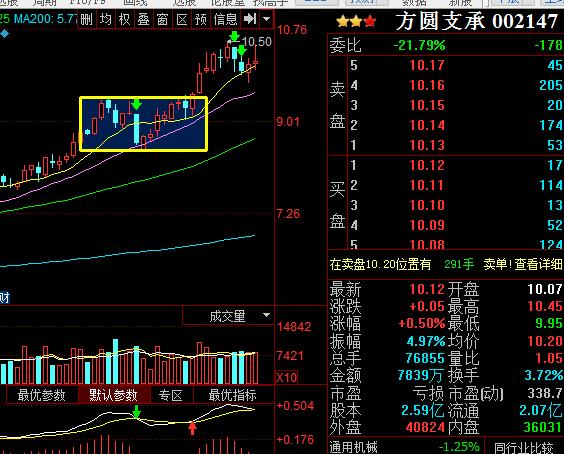 周期 F10/F9 画线
MA200: 5.77 删 均 权 叠 窗 区 预 信息
10.76
10.50
9.01
7.26
财
成交量
14842
7421
X10
最优参数 默认参数 专区 最优指标
+0.504
+0.176
方圆支承 002147
委比 -21.79% -178
卖盘
5 10.17 45
4 10.16 205
3 10.15 20
2 10.14 174
1 10.13 53
买盘
1 10.12 17
2 10.11 114
3 10.10 13
4 10.09 52
5 10.08 124
在卖盘10.20位置有 291手 卖单!查看详细
最新 10.12 开盘 10.07
涨跌 +0.05 最高 10.45
涨幅 +0.50% 最低 9.95
振幅 4.97% 均价 10.20
总手 76855 量比 1.05
金额 7839万 换手 3.72%
市盈 亏损 市盈(动) 338.7
股本 2.59亿 流通 2.07亿
外盘 40824 内盘 36031
通用机械 -1.25% 同行业比较